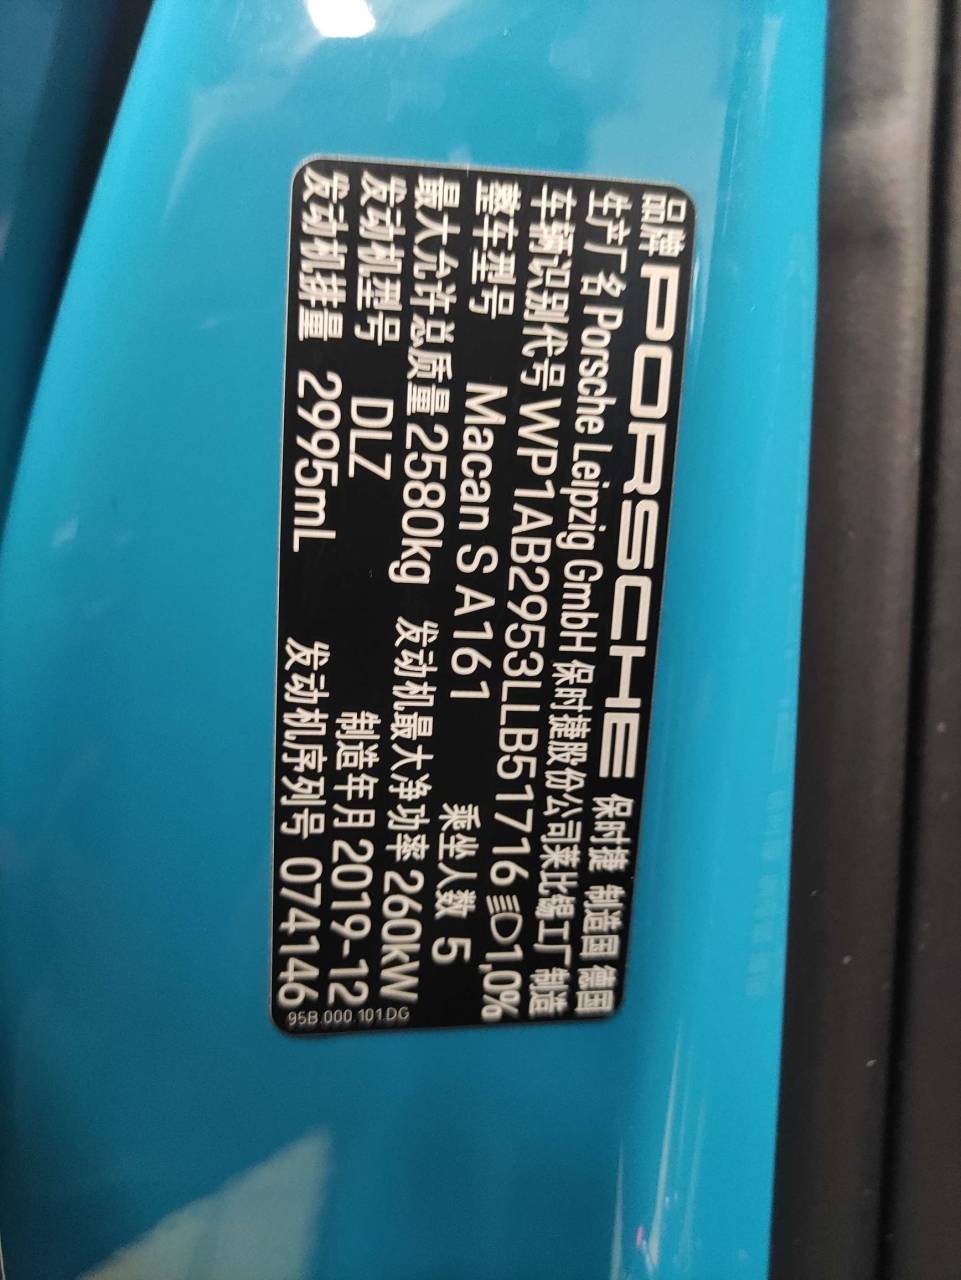 品牌 PORSCHE 保时捷 制造国 德国
生产厂名 Porsche Leipzig GmbH 保时捷股份公司莱比锡工厂制造
车辆识别代号 WP1AB2953LLB51716 1,0%
整车型号 Macan S A161 乘坐人数 5
最大允许总质量 2580kg 发动机最大净功率 260kW
发动机型号 DLZ 制造年月 2019-12
发动机排量 2995mL 发动机序列号 074146
95B.000.101DG